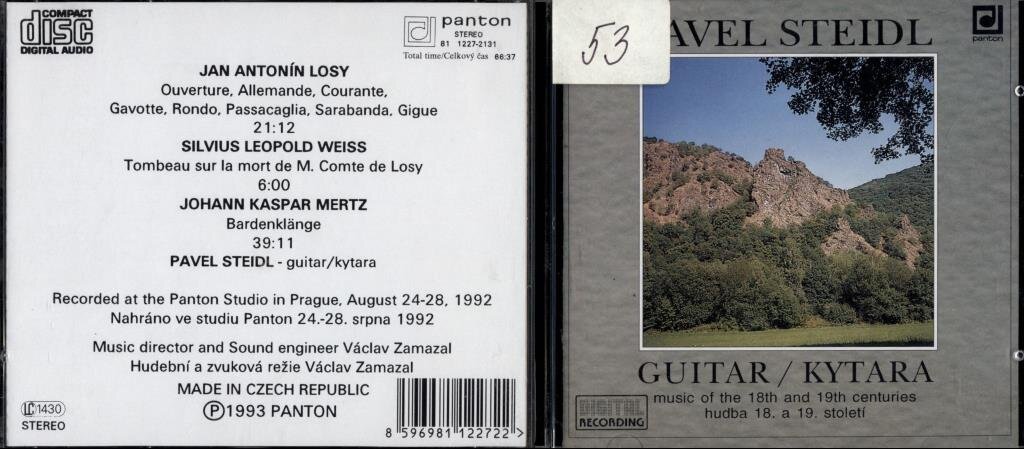 COMPACT
disc
DIGITAL AUDIO
panton
STEREO
81 1227-2131
Total time/Celkový čas 66:37
JAN ANTONÍN LOSY
Ouverture, Allemande, Courante,
Gavotte, Rondo, Passacaglia, Sarabanda, Gigue
21:12
SILVIUS LEOPOLD WEISS
Tombeau sur la mort de M. Comte de Losy
6:00
JOHANN KASPAR MERTZ
Bardenklänge
39:11
PAVEL STEIDL - guitar/kytara
Recorded at the Panton Studio in Prague, August 24-28, 1992
Nahráno ve studiu Panton 24.-28. srpna 1992
Music director and Sound engineer Václav Zamazal
Hudební a zvuková režie Václav Zamazal
MADE IN CZECH REPUBLIC
Ⓟ1993 PANTON
LC 1430
STEREO
8 596981 122722 >
53
AVEL STEIDL
panton
GUITAR / KYTARA
music of the 18th and 19th centuries
hudba 18. a 19. století
DIGITAL
RECORDING